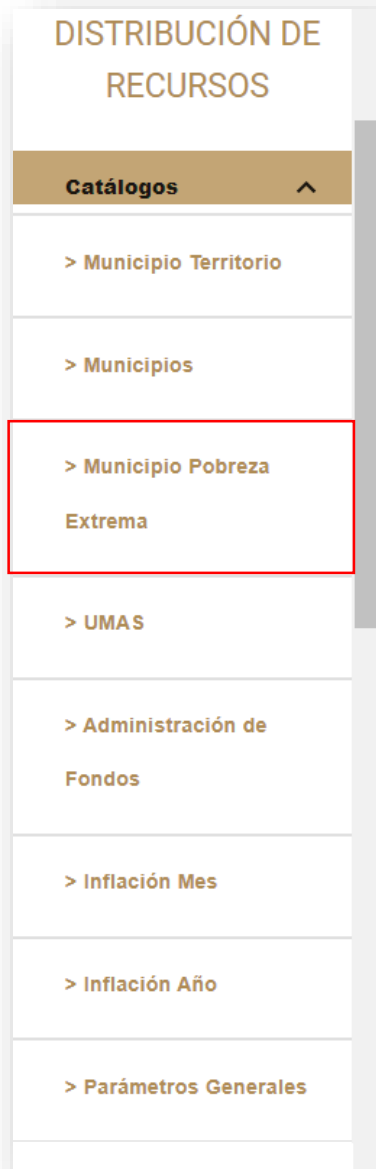 DISTRIBUCIÓN DE
RECURSOS
Catálogos
> Municipio Territorio
> Municipios
> Municipio Pobreza
Extrema
> UMAS
> Administración de
Fondos
> Inflación Mes
> Inflación Año
> Parámetros Generales